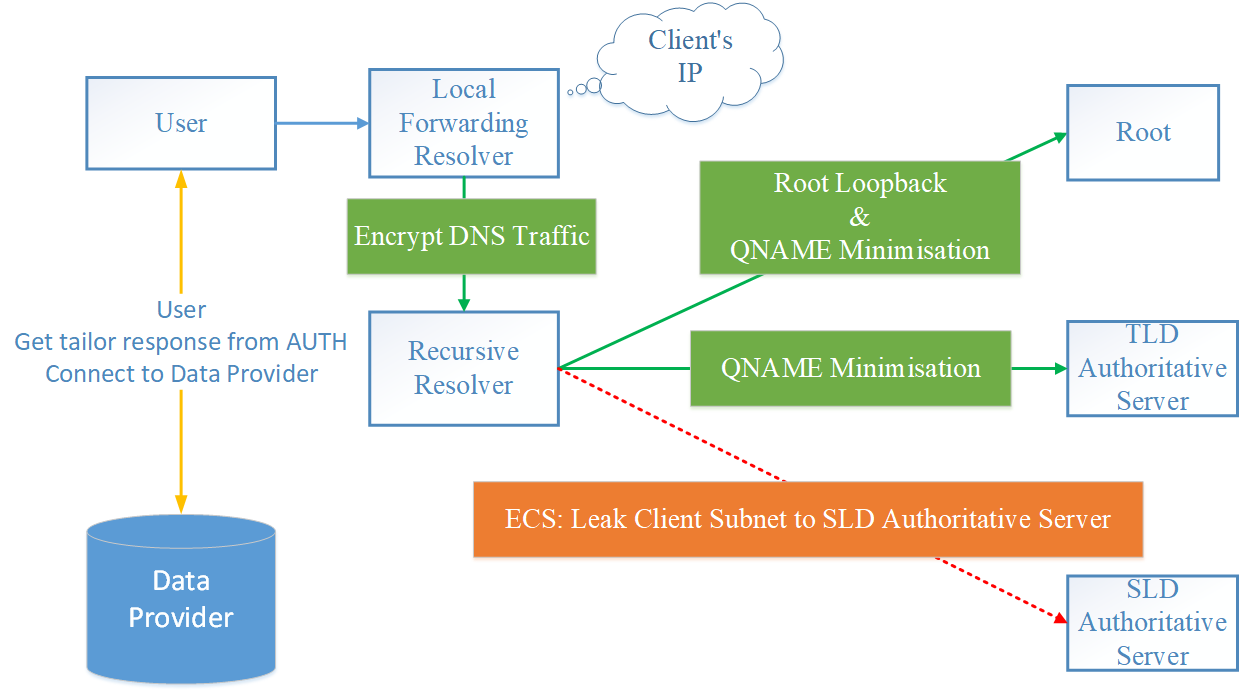 Client's
IP
User
Local
Forwarding
Resolver
Root
Root Loopback
&
QNAME Minimisation
Encrypt DNS Traffic
User
Get tailor response from AUTH
Connect to Data Provider
Recursive
Resolver
QNAME Minimisation
TLD
Authoritative
Server
ECS: Leak Client Subnet to SLD Authoritative Server
Data
Provider
SLD
Authoritative
Server